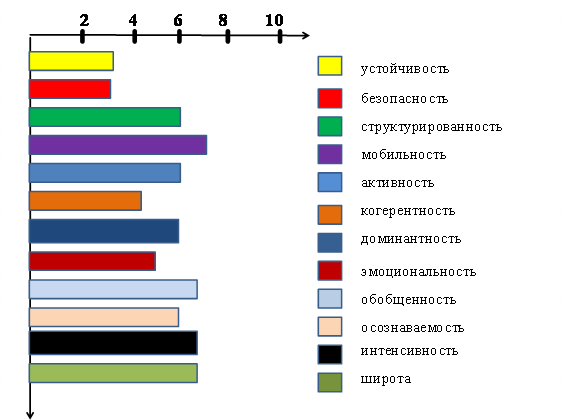 2 4 6 8 10
устойчивость
безопасность
структурированность
мобильность
активность
когерентность
доминантность
эмоциональность
обобщенность
осознаваемость
интенсивность
широта